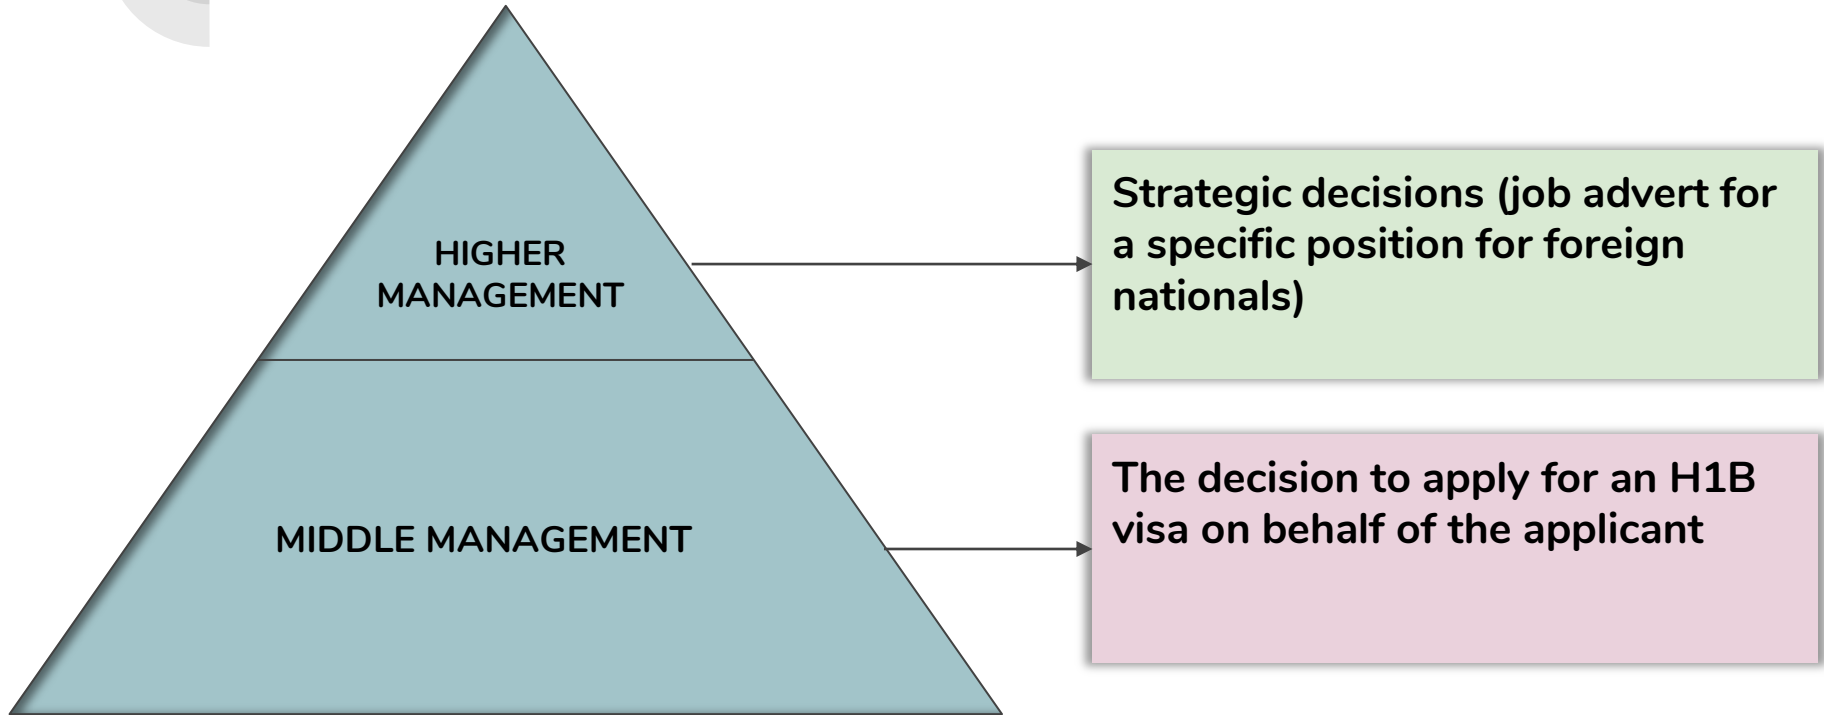 HIGHER
MANAGEMENT
Strategic decisions (job advert for
a specific position for foreign
nationals)
MIDDLE MANAGEMENT
The decision to apply for an H1B
visa on behalf of the applicant